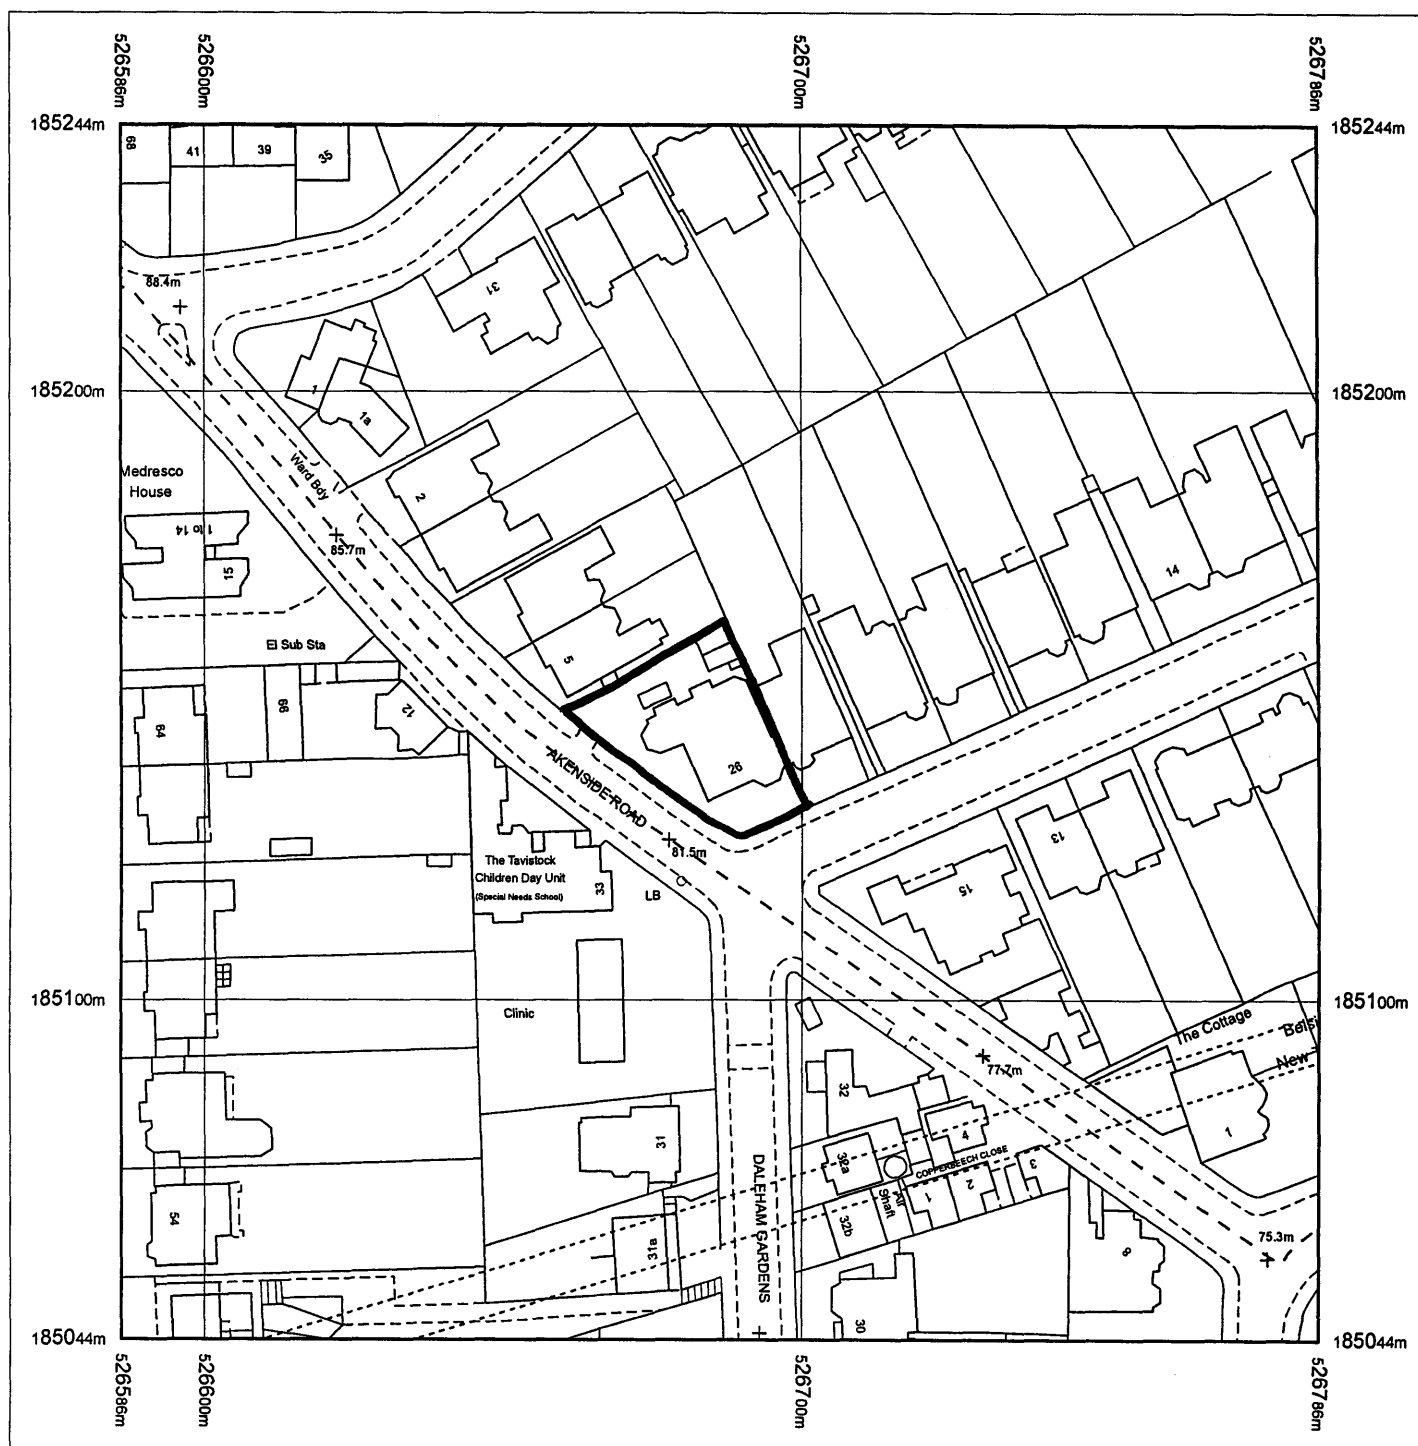 526586m
526600m
526700m
526786m
185244m
185244m
68
41
39
35
88.4m
31
1
1a
185200m
185200m
Ward Bdy
Medresco
House
2
1 to 14
85.7m
15
14
El Sub Sta
5
66
12
64
AKENSIDE ROAD
26
81.5m
13
The Tavistock
Children Day Unit
(Special Needs School)
33
LB
15
185100m
185100m
Clinic
The Cottage
Belsi
New
77.7m
32
31
4
1
32a
COPPERBEECH CLOSE
3
2
1
Air
Shaft
DALEHAM GARDENS
54
32b
31a
8
75.3m
30
185044m
185044m
526586m
526600m
526700m
526786m